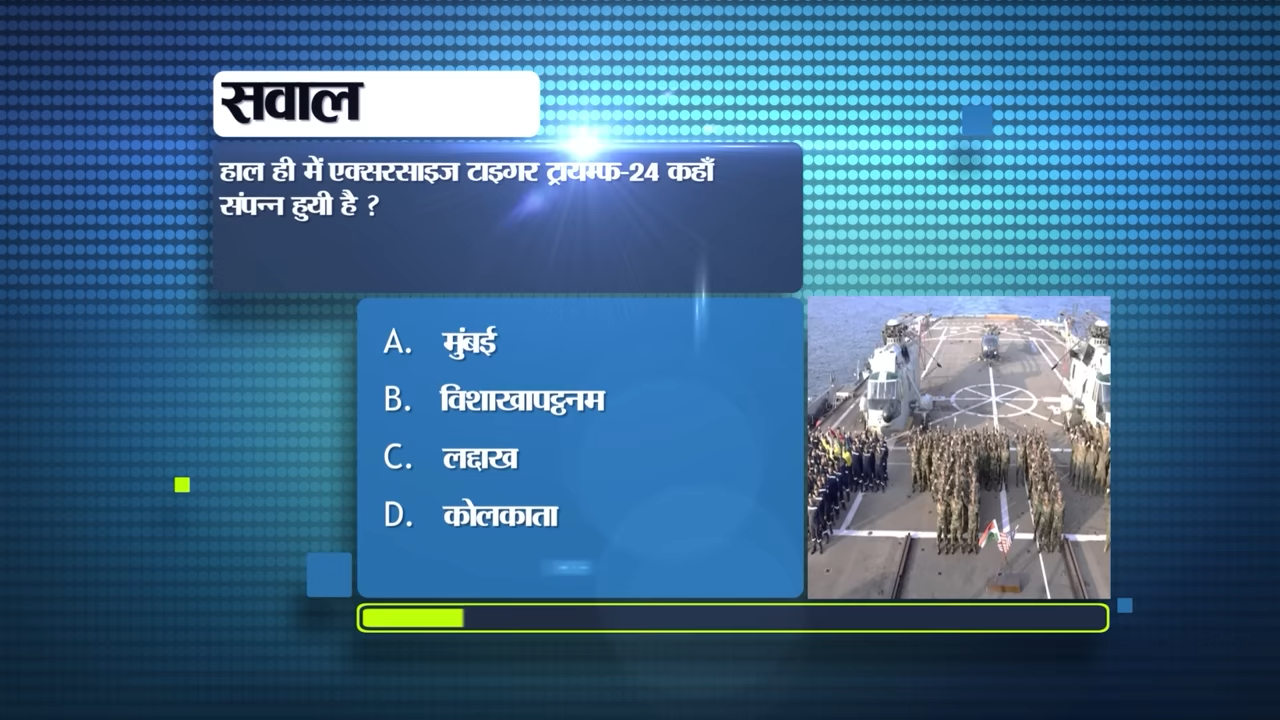 सवाल
हाल ही में एक्सरसाइज टाइगर ट्रायम्फ-24 कहाँ
संपन्न हुयी है ?
A. मुंबई
B. विशाखापट्टनम
C. लद्दाख
D. कोलकाता